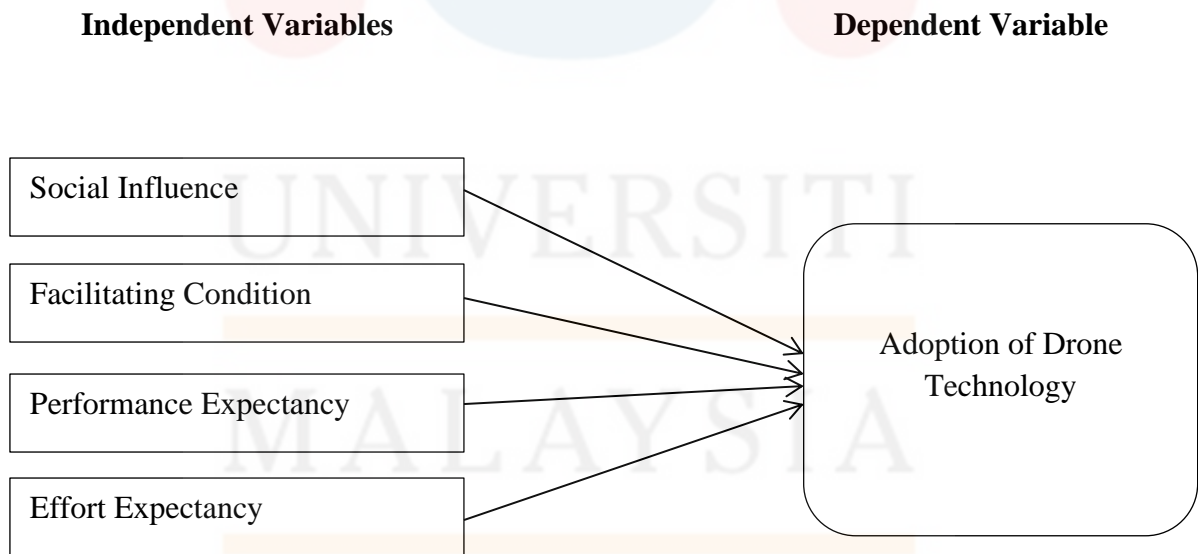 Independent Variables
Dependent Variable
UNIVERSITI
MALAYSIA
Social Influence
Facilitating Condition
Performance Expectancy
Effort Expectancy
Adoption of Drone
Technology